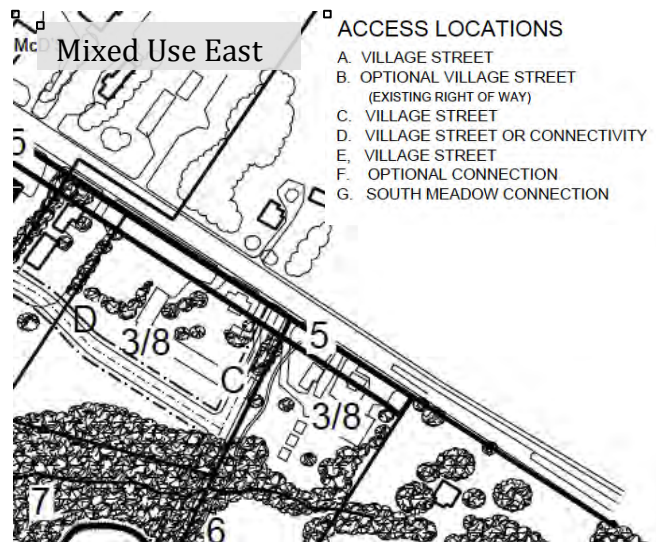 Mixed Use East
ACCESS LOCATIONS
A. VILLAGE STREET
B. OPTIONAL VILLAGE STREET
(EXISTING RIGHT OF WAY)
C. VILLAGE STREET
D. VILLAGE STREET OR CONNECTIVITY
E, VILLAGE STREET
F. OPTIONAL CONNECTION
G. SOUTH MEADOW CONNECTION
5
D
3/8
5
C
3/8
7
6